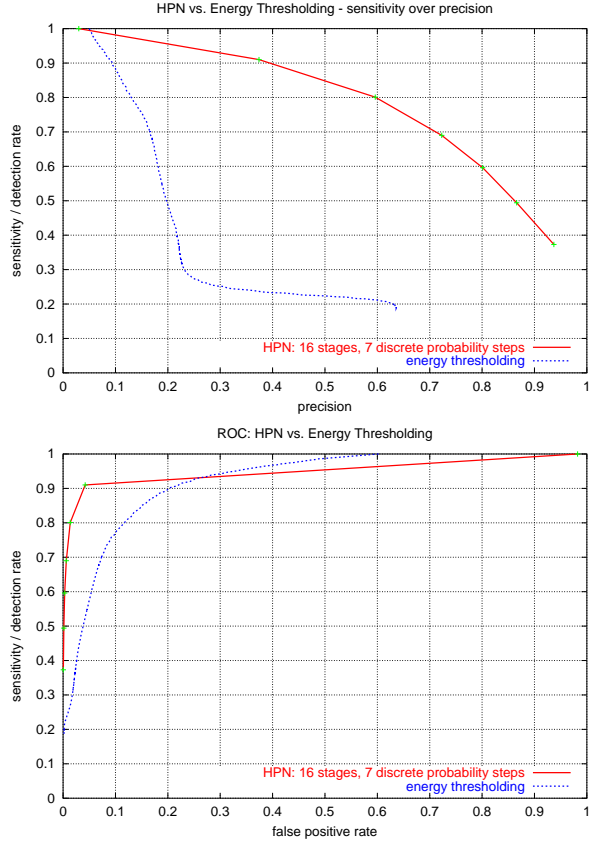 HPN vs. Energy Thresholding - sensitivity over precision
1
0.9
0.8
0.7
0.6
0.5
0.4
0.3
0.2
0.1
0
sensitivity / detection rate
HPN: 16 stages, 7 discrete probability steps
energy thresholding
0 0.1 0.2 0.3 0.4 0.5 0.6 0.7 0.8 0.9 1
precision
ROC: HPN vs. Energy Thresholding
1
0.9
0.8
0.7
0.6
0.5
0.4
0.3
0.2
0.1
0
sensitivity / detection rate
HPN: 16 stages, 7 discrete probability steps
energy thresholding
0 0.1 0.2 0.3 0.4 0.5 0.6 0.7 0.8 0.9 1
false positive rate